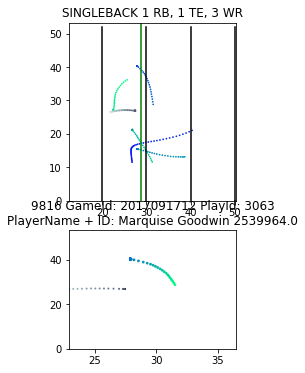 SINGLEBACK 1 RB, 1 TE, 3 WR
50
40
30
20
10
0
20 30 40 50
9816 GameId: 2017091712 PlayId: 3063
PlayerName + ID: Marquise Goodwin 2539964.0
40
20
0
25 30 35